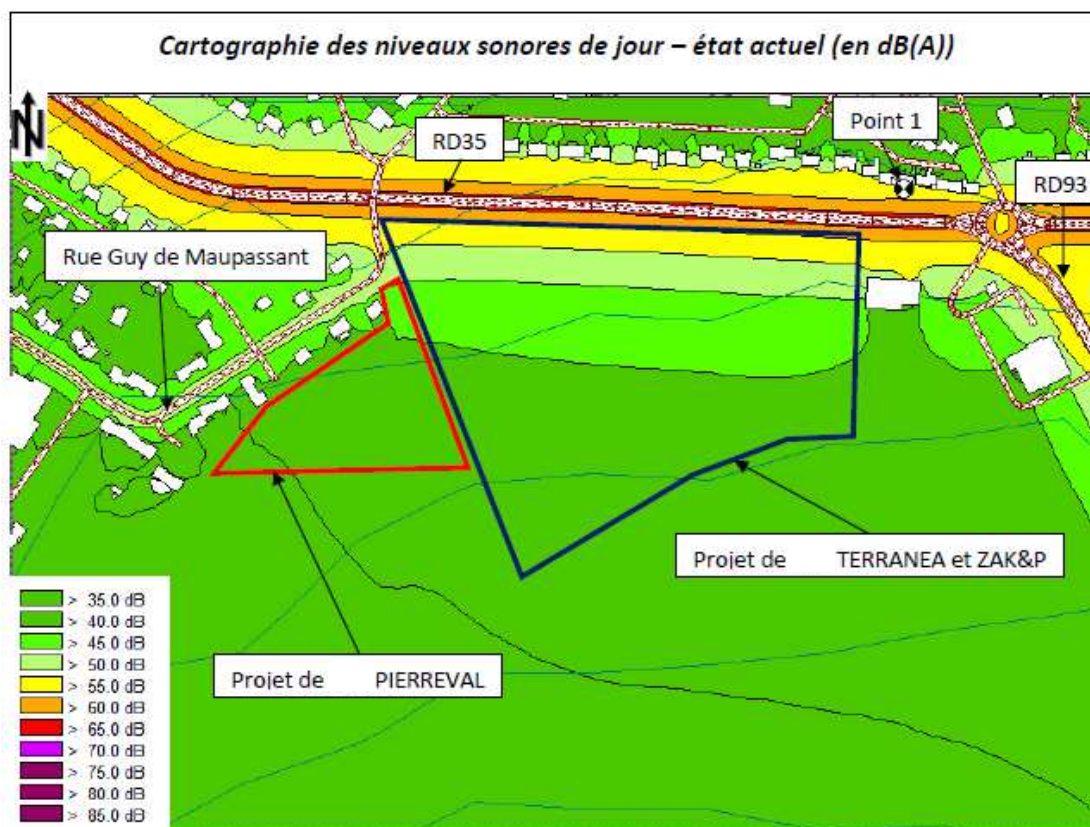 Cartographie des niveaux sonores de jour – état actuel (en dB(A))
N
RD35
Point 1
RD93
Rue Guy de Maupassant
Projet de TERRANEA et ZAK&P
Projet de PIERREVAL
> 35.0 dB
> 40.0 dB
> 45.0 dB
> 50.0 dB
> 55.0 dB
> 60.0 dB
> 65.0 dB
> 70.0 dB
> 75.0 dB
> 80.0 dB
> 85.0 dB